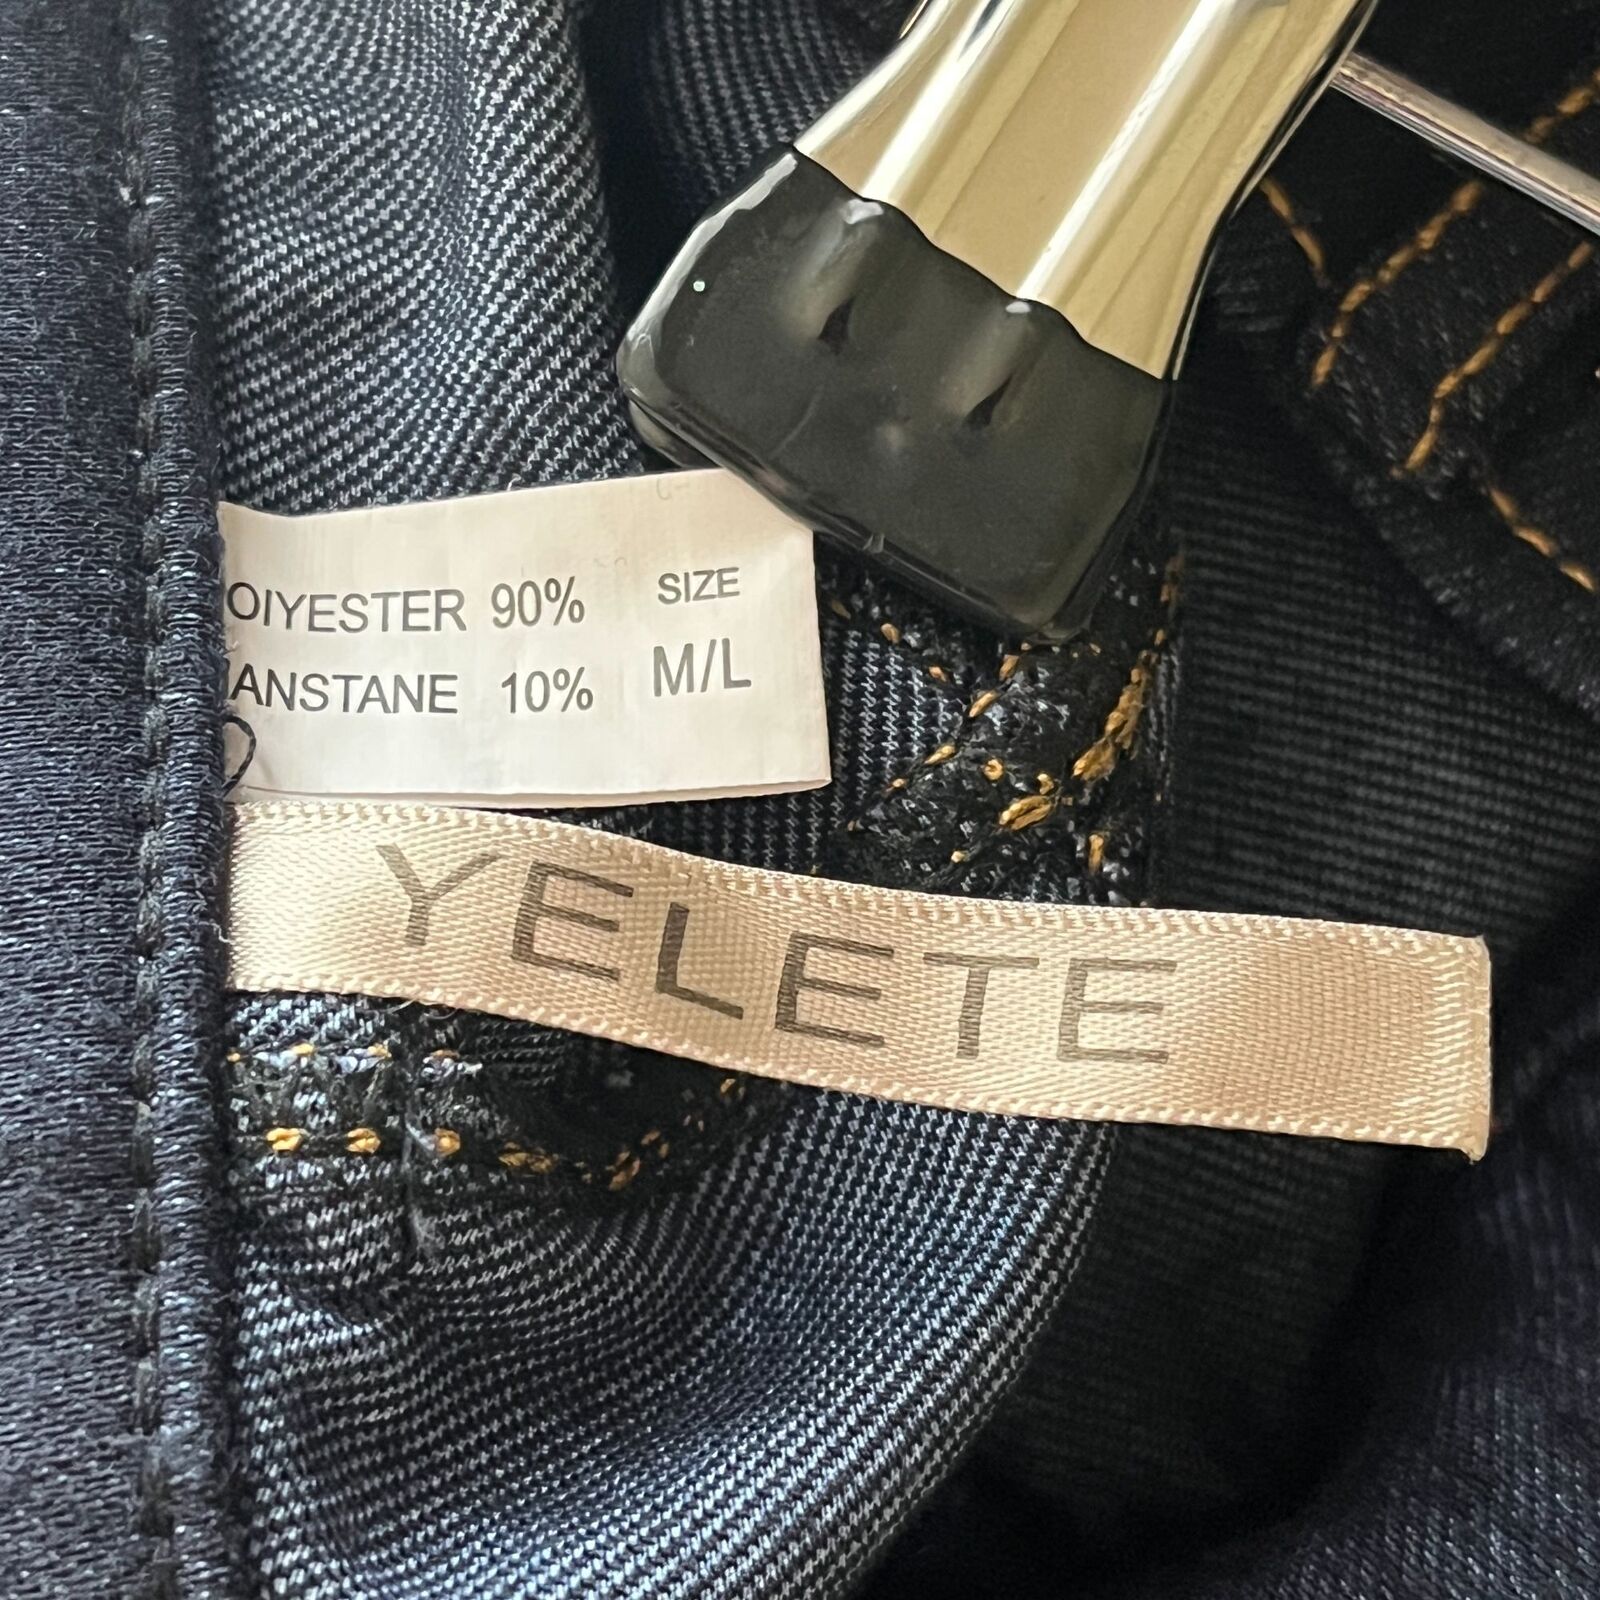 OIYESTER 90% SIZE
ANSTANE 10% M/L
YELETE